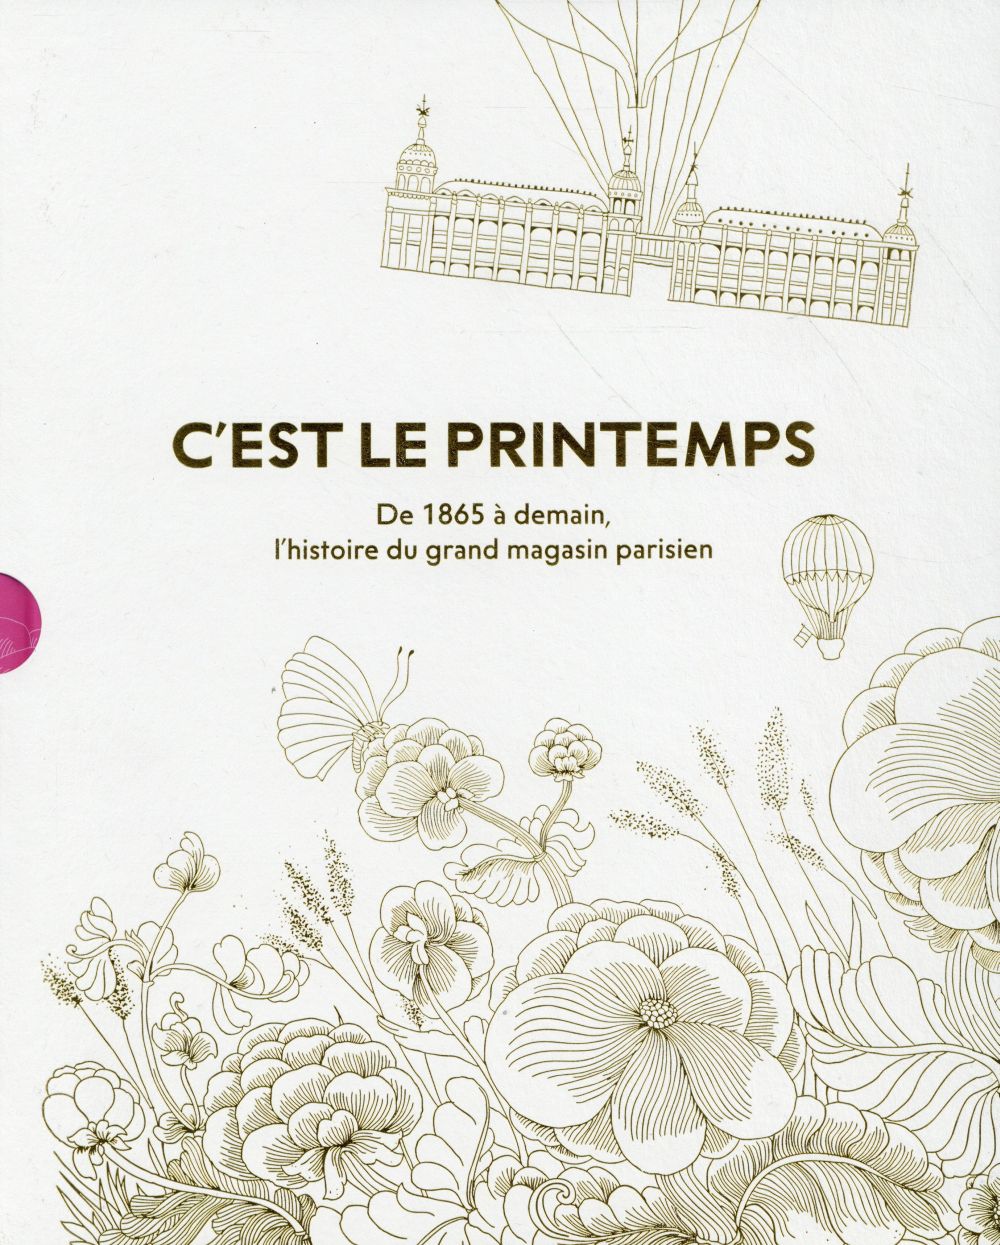 C'EST LE PRINTEMPS
De 1865 à demain,
l'histoire du grand magasin parisien